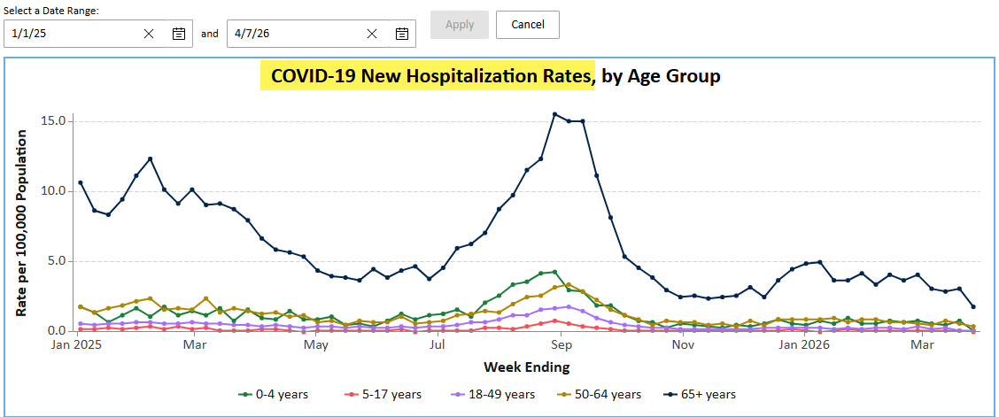 Select a Date Range:
1/1/25 and 4/7/26 Apply Cancel
COVID-19 New Hospitalization Rates, by Age Group
Rate per 100,000 Population
15.0
10.0
5.0
0.0
Jan 2025 Mar May Jul Sep Nov Jan 2026 Mar
Week Ending
0-4 years 5-17 years 18-49 years 50-64 years 65+ years